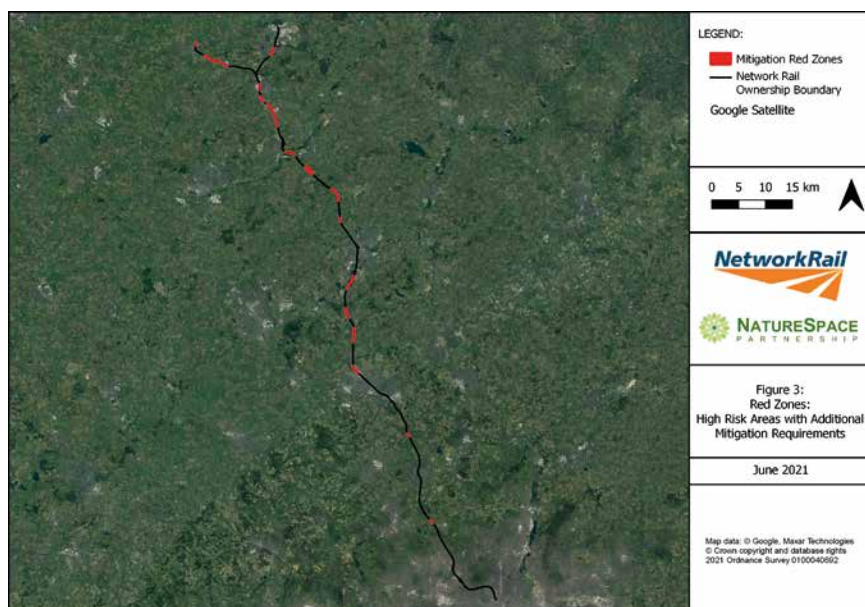 LEGEND:
Mitigation Red Zones
Network Rail
Ownership Boundary
Google Satellite
0 5 10 15 km
NetworkRail
NATURESPACE
PARTNERSHIP
Figure 3:
Red Zones:
High Risk Areas with Additional
Mitigation Requirements
June 2021
Map data: © Google, Maxar Technologies
© Crown copyright and database rights
2021 Ordnance Survey 0100040692